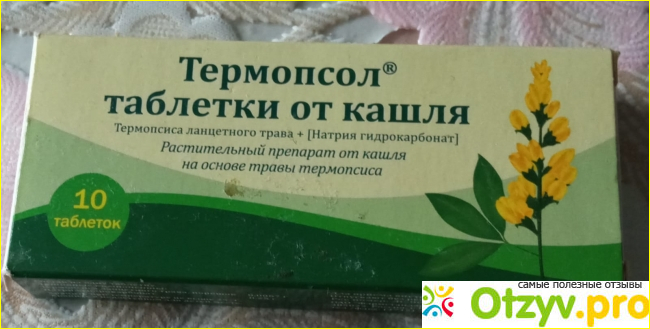 Термопсол®
таблетки от кашля
Термопсиса ланцетного трава + [Натрия гидрокарбонат]
Растительный препарат от кашля
на основе травы термопсиса
10
таблеток
самые полезные отзывы
Otzyv.pro